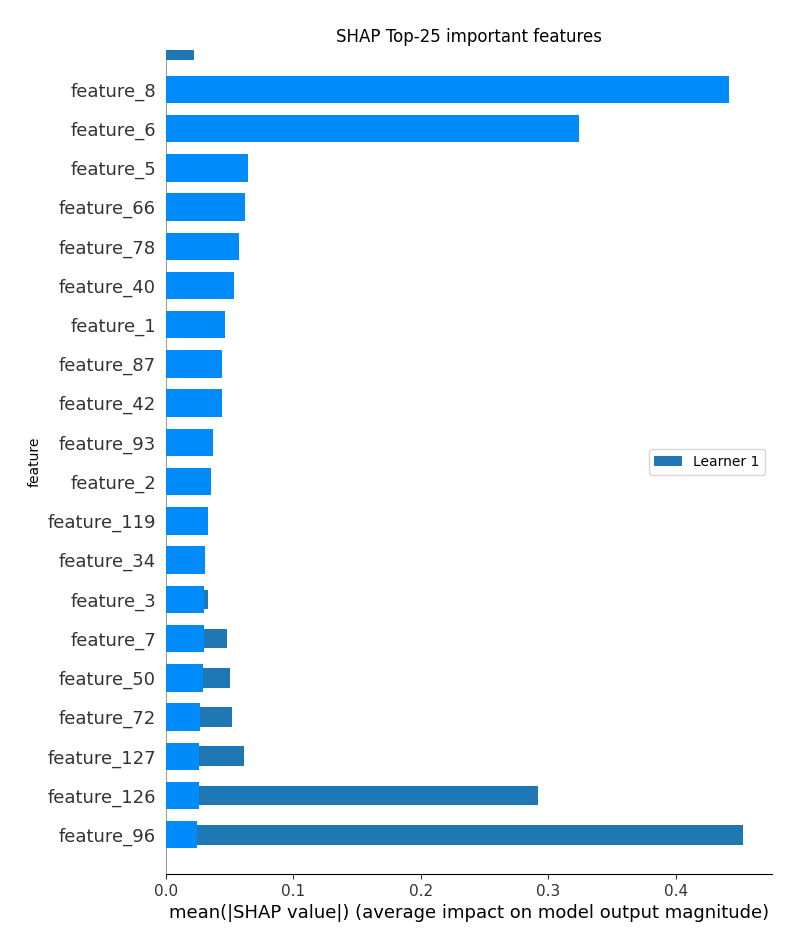 SHAP Top-25 important features
feature_8
feature_6
feature_5
feature_66
feature_78
feature_40
feature_1
feature_87
feature_42
feature_93
feature_2
feature_119
feature_34
feature_3
feature_7
feature_50
feature_72
feature_127
feature_126
feature_96
feature
Learner 1
0.0 0.1 0.2 0.3 0.4
mean(|SHAP value|) (average impact on model output magnitude)